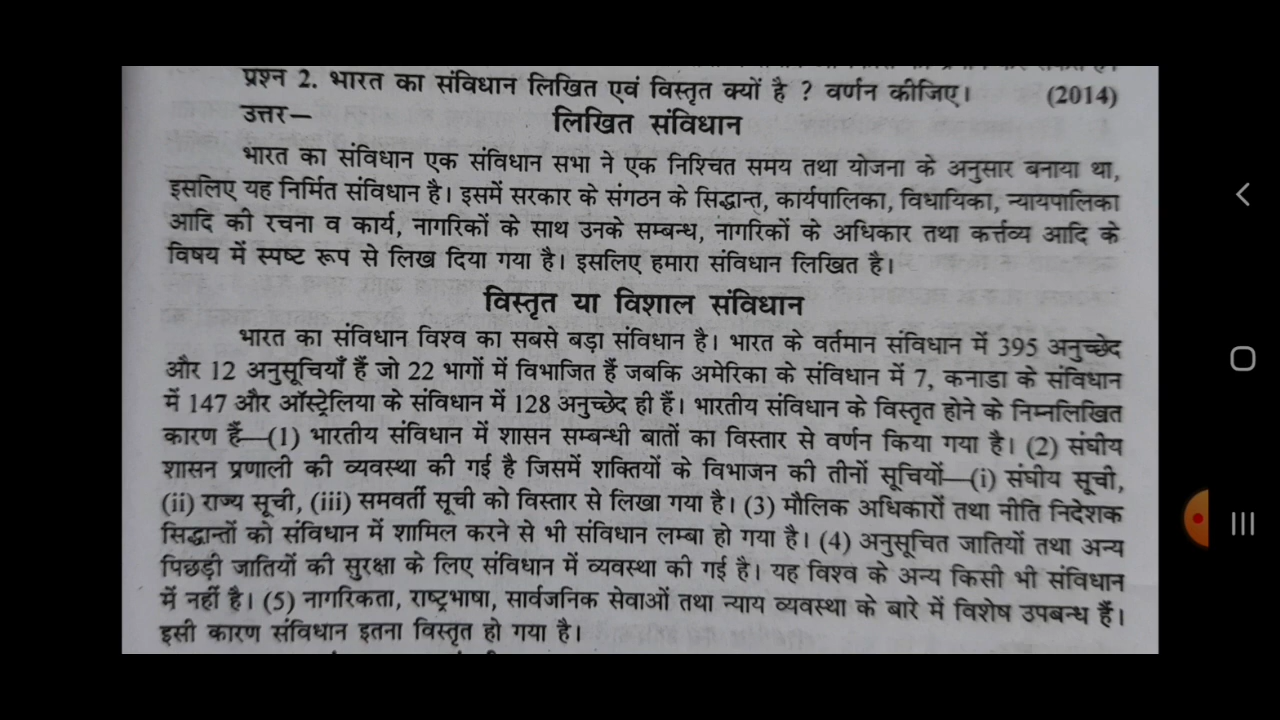 प्रश्न 2. भारत का संविधान लिखित एवं विस्तृत क्यों है ? वर्णन कीजिए। (2014)
उत्तर—
लिखित संविधान
भारत का संविधान एक संविधान सभा ने एक निश्चित समय तथा योजना के अनुसार बनाया था,
इसलिए यह निर्मित संविधान है। इसमें सरकार के संगठन के सिद्धान्त, कार्यपालिका, विधायिका, न्यायपालिका
आदि की रचना व कार्य, नागरिकों के साथ उनके सम्बन्ध, नागरिकों के अधिकार तथा कर्त्तव्य आदि के
विषय में स्पष्ट रूप से लिख दिया गया है। इसलिए हमारा संविधान लिखित है।
विस्तृत या विशाल संविधान
भारत का संविधान विश्व का सबसे बड़ा संविधान है। भारत के वर्तमान संविधान में 395 अनुच्छेद
और 12 अनुसूचियाँ हैं जो 22 भागों में विभाजित हैं जबकि अमेरिका के संविधान में 7, कनाडा के संविधान
में 147 और ऑस्ट्रेलिया के संविधान में 128 अनुच्छेद ही हैं। भारतीय संविधान के विस्तृत होने के निम्नलिखित
कारण हैं—(1) भारतीय संविधान में शासन सम्बन्धी बातों का विस्तार से वर्णन किया गया है। (2) संघीय
शासन प्रणाली की व्यवस्था की गई है जिसमें शक्तियों के विभाजन की तीनों सूचियों—(i) संघीय सूची,
(ii) राज्य सूची, (iii) समवर्ती सूची को विस्तार से लिखा गया है। (3) मौलिक अधिकारों तथा नीति निदेशक
सिद्धान्तों को संविधान में शामिल करने से भी संविधान लम्बा हो गया है। (4) अनुसूचित जातियों तथा अन्य
पिछड़ी जातियों की सुरक्षा के लिए संविधान में व्यवस्था की गई है। यह विश्व के अन्य किसी भी संविधान
में नहीं है। (5) नागरिकता, राष्ट्रभाषा, सार्वजनिक सेवाओं तथा न्याय व्यवस्था के बारे में विशेष उपबन्ध हैं।
इसी कारण संविधान इतना विस्तृत हो गया है।